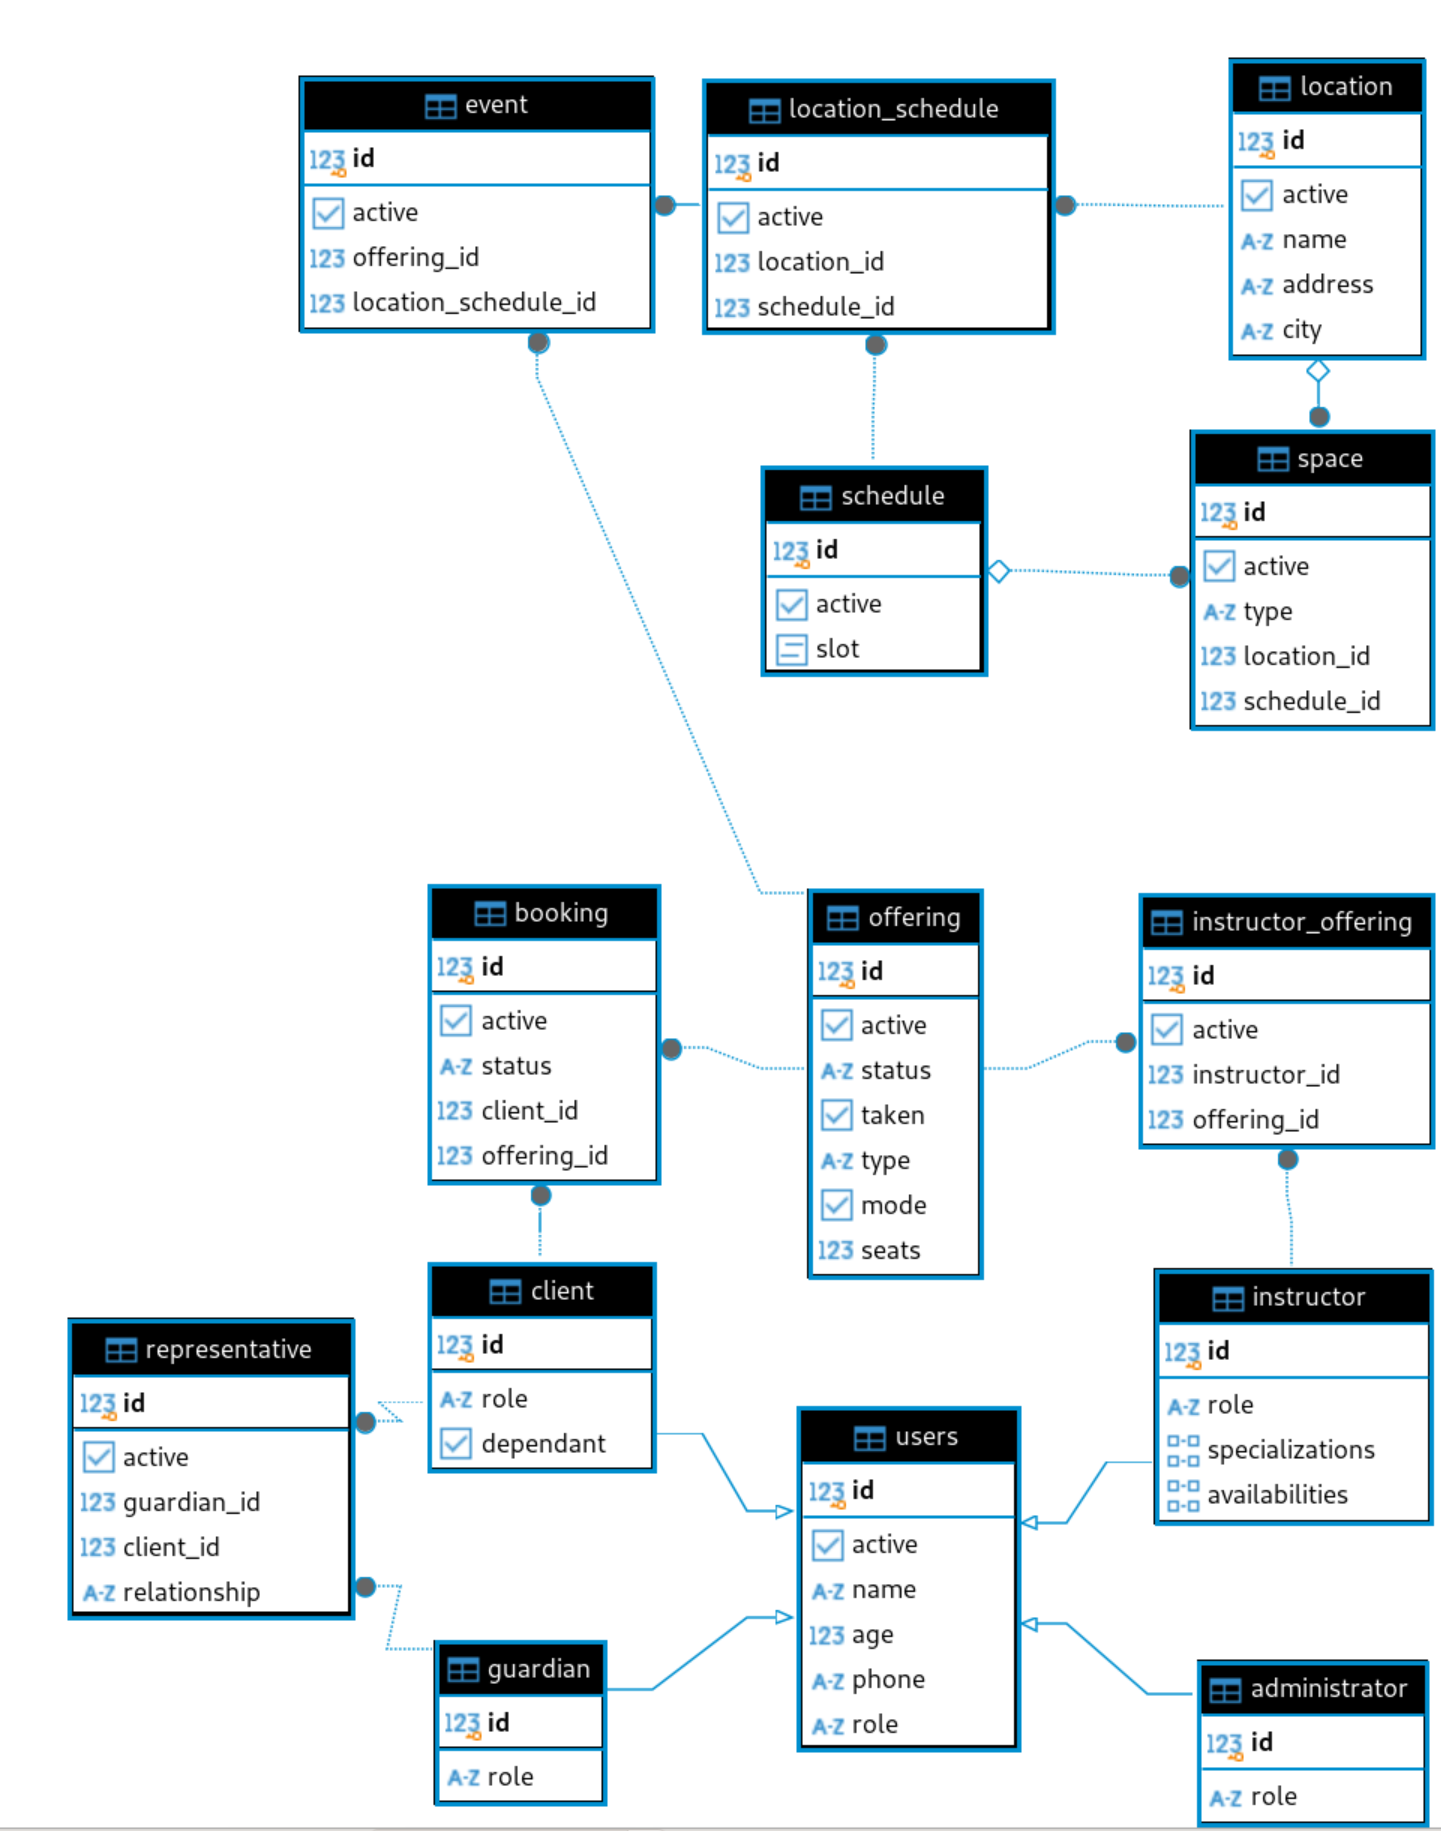 event
123 id
active
123 offering_id
123 location_schedule_id
location_schedule
123 id
active
123 location_id
123 schedule_id
location
123 id
active
A-Z name
A-Z address
A-Z city
schedule
123 id
active
slot
space
123 id
active
A-Z type
123 location_id
123 schedule_id
booking
123 id
active
A-Z status
123 client_id
123 offering_id
offering
123 id
active
A-Z status
taken
A-Z type
mode
123 seats
instructor_offering
123 id
active
123 instructor_id
123 offering_id
representative
123 id
active
123 guardian_id
123 client_id
A-Z relationship
client
123 id
A-Z role
dependant
users
123 id
active
A-Z name
123 age
A-Z phone
A-Z role
instructor
123 id
A-Z role
specializations
availabilities
guardian
123 id
A-Z role
administrator
123 id
A-Z role